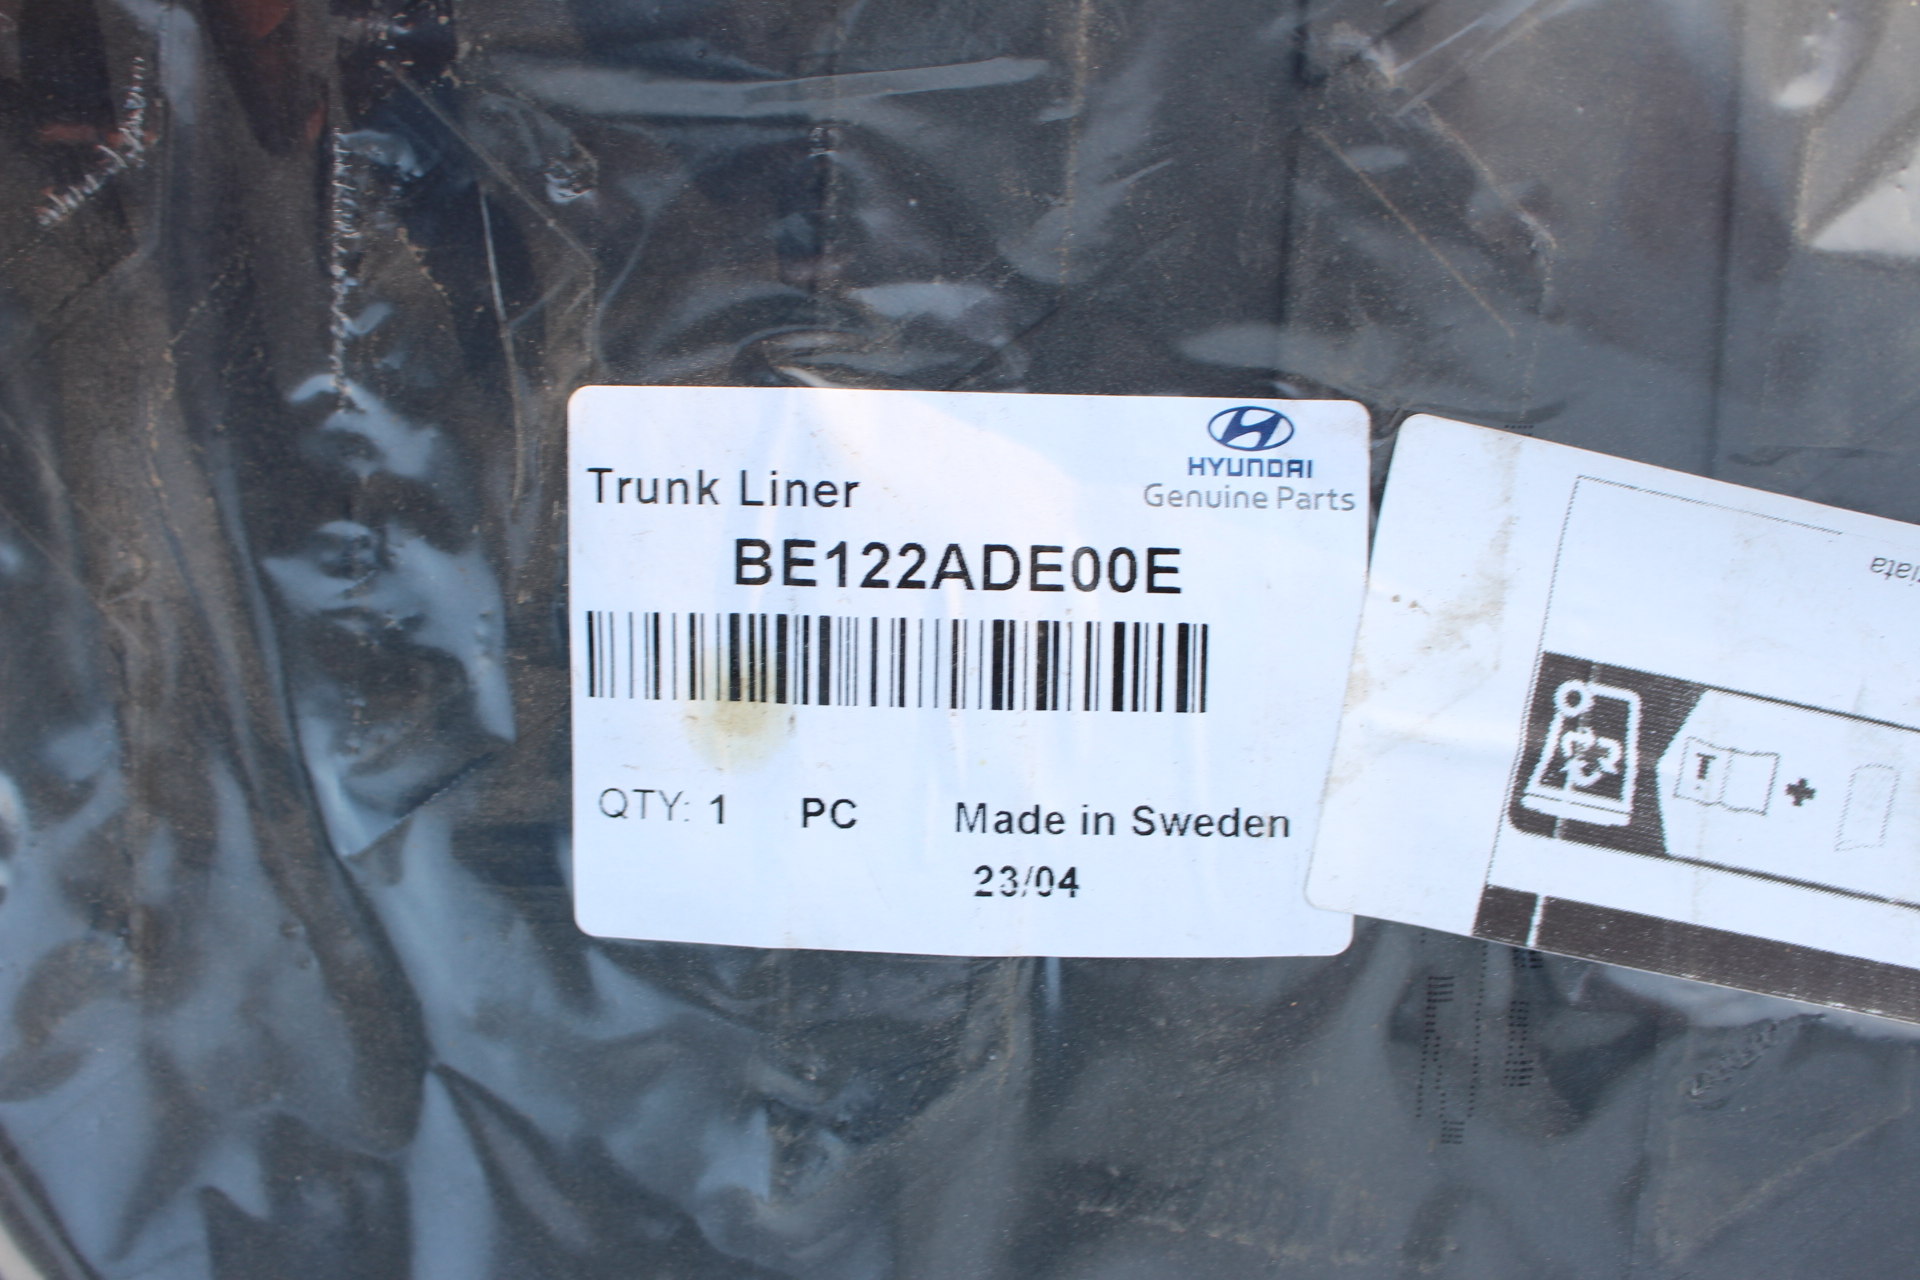 HYUNDAI
Genuine Parts
Trunk Liner
BE122ADE00E
QTY: 1 PC Made in Sweden
23/04